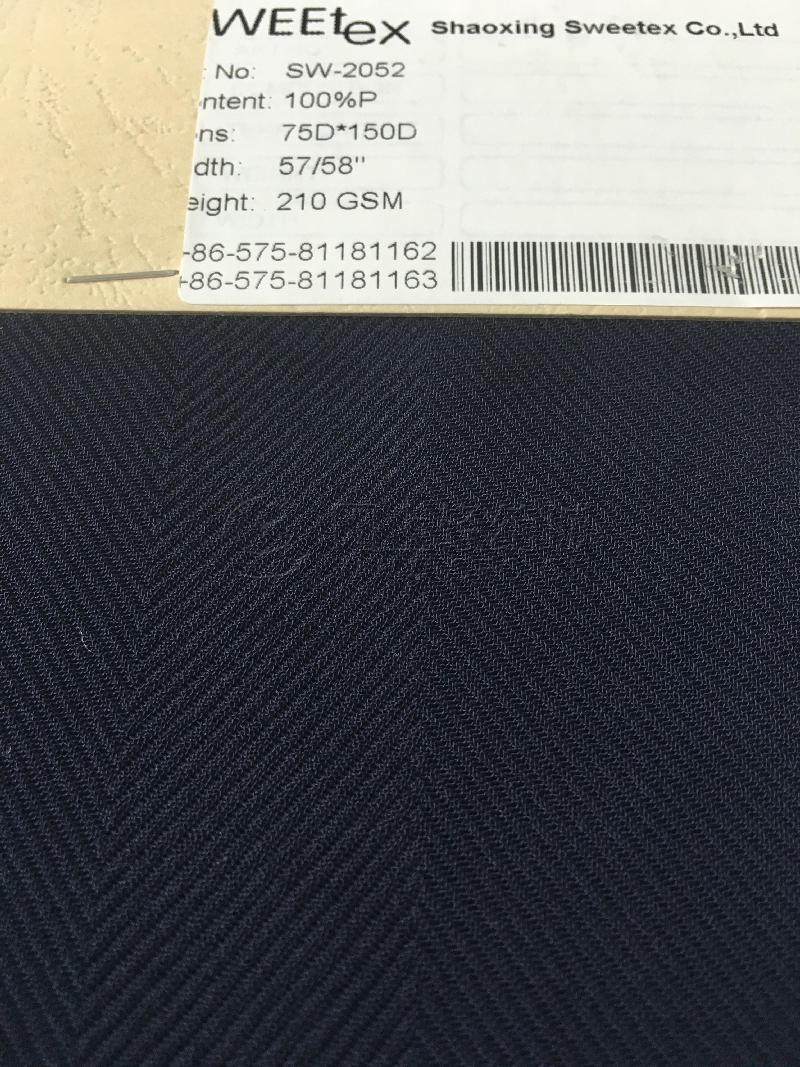 WEEtex Shaoxing Sweetex Co.,Ltd
No: SW-2052
ntent: 100%P
ns: 75D*150D
dth: 57/58"
eight: 210 GSM
-86-575-81181162
-86-575-81181163